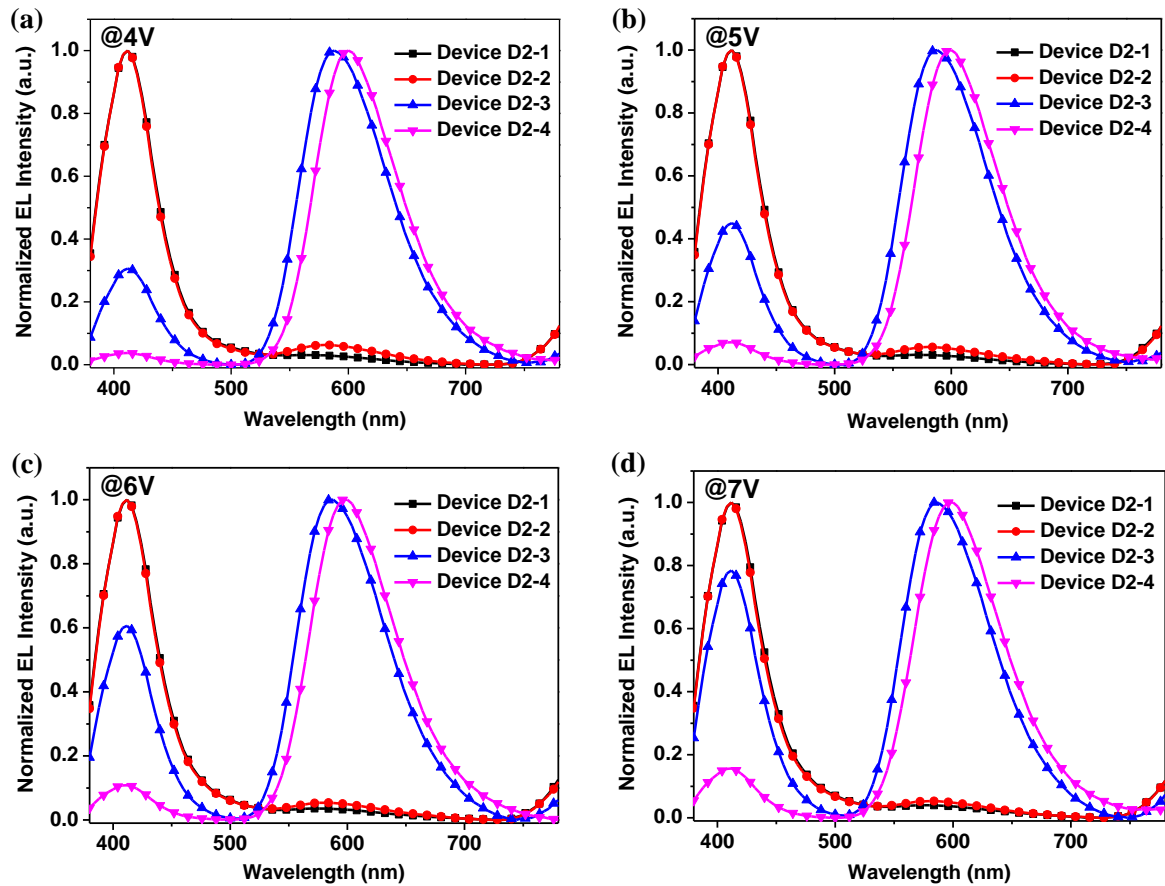 (a)
@4V
Device D2-1
Device D2-2
Device D2-3
Device D2-4
1.0
0.8
0.6
0.4
0.2
0.0
400 500 600 700
Wavelength (nm)
Normalized EL Intensity (a.u.)
(b)
@5V
Device D2-1
Device D2-2
Device D2-3
Device D2-4
1.0
0.8
0.6
0.4
0.2
0.0
400 500 600 700
Wavelength (nm)
Normalized EL Intensity (a.u.)
(c)
@6V
Device D2-1
Device D2-2
Device D2-3
Device D2-4
1.0
0.8
0.6
0.4
0.2
0.0
400 500 600 700
Wavelength (nm)
Normalized EL Intensity (a.u.)
(d)
@7V
Device D2-1
Device D2-2
Device D2-3
Device D2-4
1.0
0.8
0.6
0.4
0.2
0.0
400 500 600 700
Wavelength (nm)
Normalized EL Intensity (a.u.)